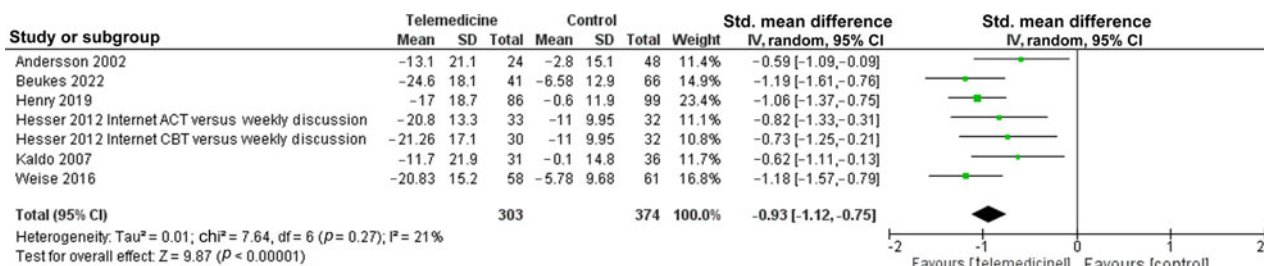 Telemedicine Control Std. mean difference Std. mean difference
Study or subgroup Mean SD Total Mean SD Total Weight IV, random, 95% CI IV, random, 95% CI
Andersson 2002 −13.1 21.1 24 −2.8 15.1 48 11.4% −0.59 [−1.09, −0.09]
Beukes 2022 −24.6 18.1 41 −6.58 12.9 66 14.9% −1.19 [−1.61, −0.76]
Henry 2019 −17 18.7 86 −0.6 11.9 99 23.4% −1.06 [−1.37, −0.75]
Hesser 2012 Internet ACT versus weekly discussion −20.8 13.3 33 −11 9.95 32 11.1% −0.82 [−1.33, −0.31]
Hesser 2012 Internet CBT versus weekly discussion −21.26 17.1 30 −11 9.95 32 10.8% −0.73 [−1.25, −0.21]
Kaldo 2007 −11.7 21.9 31 −0.1 14.8 36 11.7% −0.62 [−1.11, −0.13]
Weise 2016 −20.83 15.2 58 −5.78 9.68 61 16.8% −1.18 [−1.57, −0.79]
Total (95% CI) 303 374 100.0% −0.93 [−1.12, −0.75]
Heterogeneity: Tau² = 0.01; chi² = 7.64, df = 6 (p = 0.27); I² = 21%
Test for overall effect: Z = 9.87 (P < 0.00001)
-2 -1 0 1 2
Favours [telemedicinel] Favours [control]